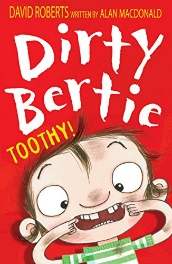 DAVID ROBERTS WRITTEN BY ALAN MACDONALD
Dirty
Bertie
TOOTHY!